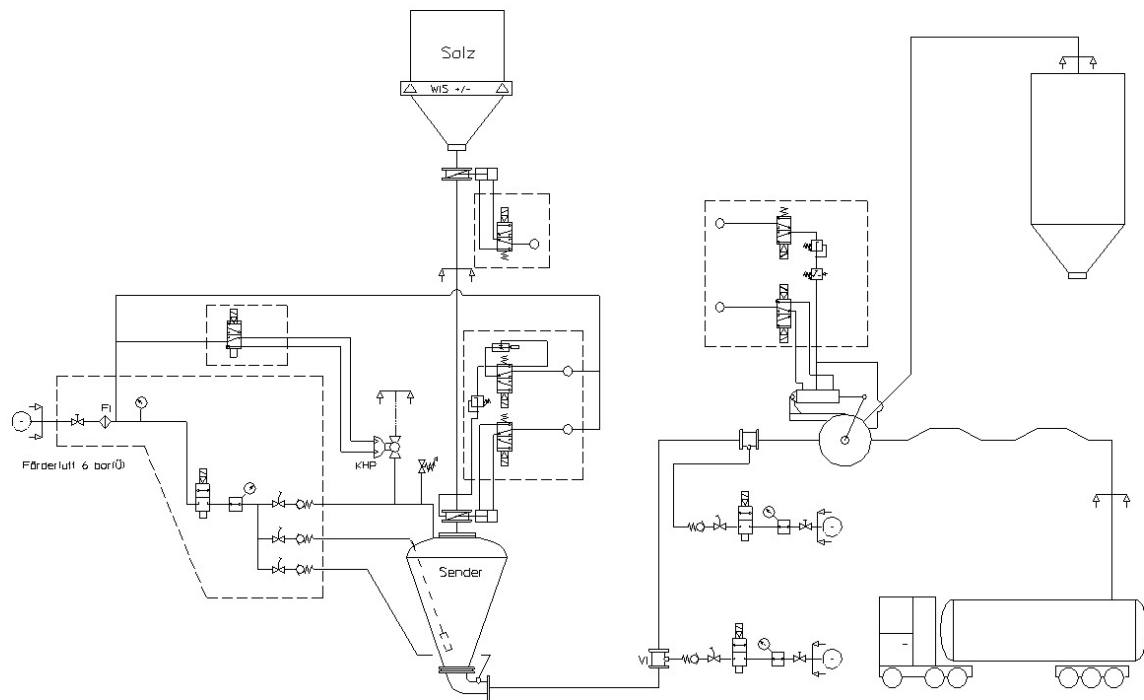 Salz
WIS +/-
FI
KHP
Förderluft 6 bar(Ü)
Sender
VI